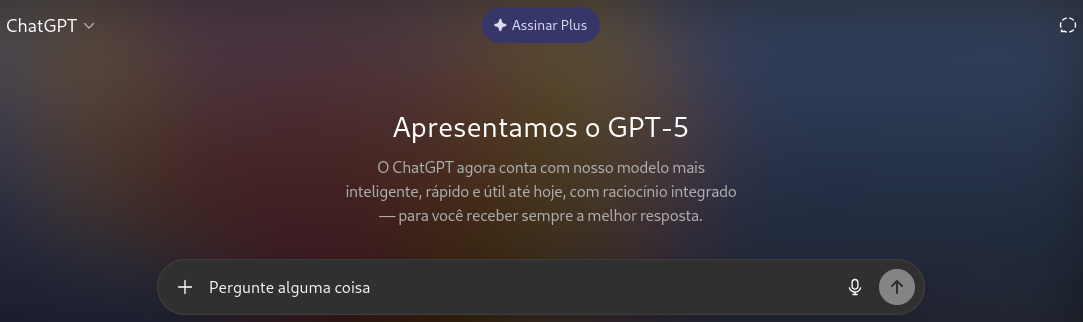 ChatGPT
Assinar Plus
Apresentamos o GPT-5
O ChatGPT agora conta com nosso modelo mais
inteligente, rápido e útil até hoje, com raciocínio integrado
— para você receber sempre a melhor resposta.
Pergunte alguma coisa